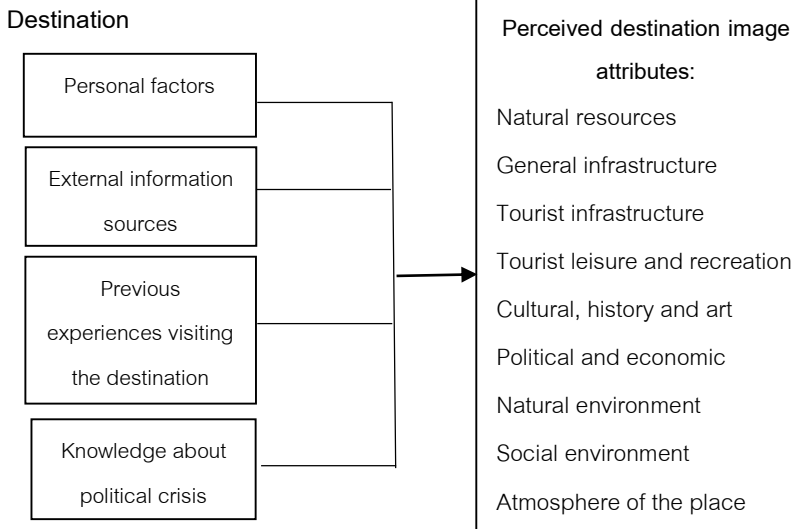 Destination
Personal factors
External information
sources
Previous
experiences visiting
the destination
Knowledge about
political crisis
Perceived destination image
attributes:
Natural resources
General infrastructure
Tourist infrastructure
Tourist leisure and recreation
Cultural, history and art
Political and economic
Natural environment
Social environment
Atmosphere of the place